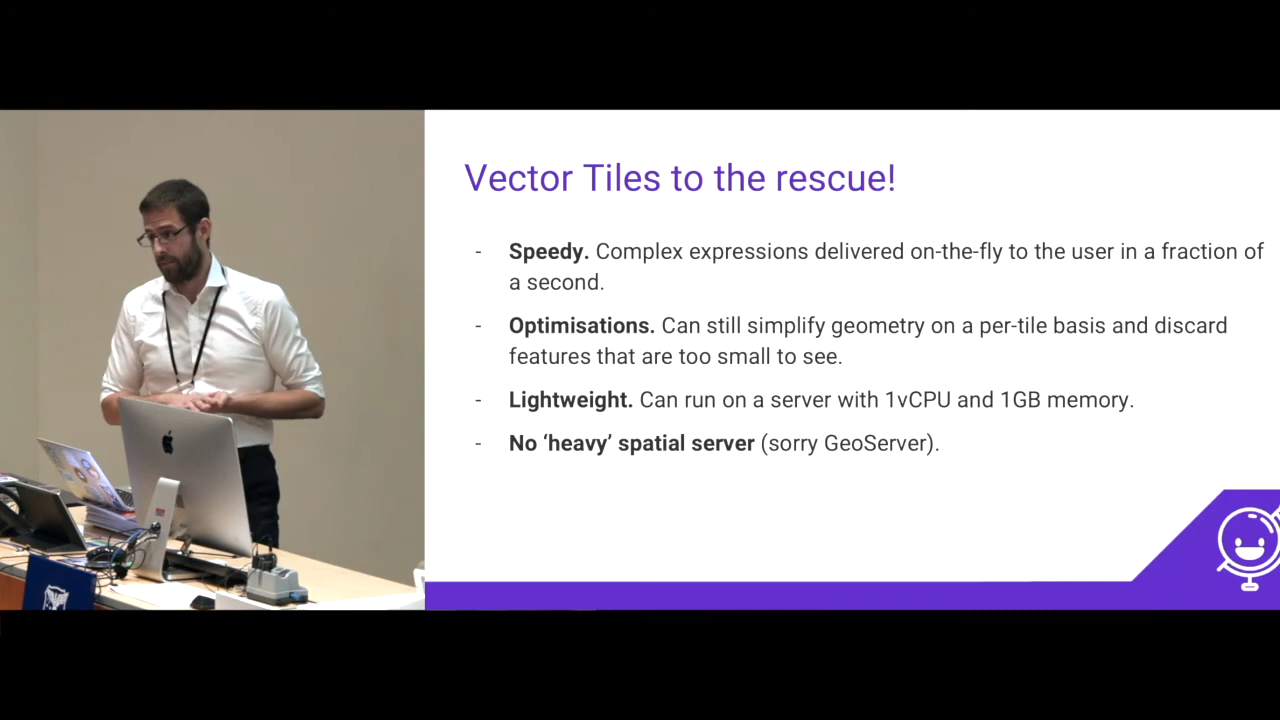 Vector Tiles to the rescue!
- Speedy. Complex expressions delivered on-the-fly to the user in a fraction of
a second.
- Optimisations. Can still simplify geometry on a per-tile basis and discard
features that are too small to see.
- Lightweight. Can run on a server with 1vCPU and 1GB memory.
- No ‘heavy’ spatial server (sorry GeoServer).